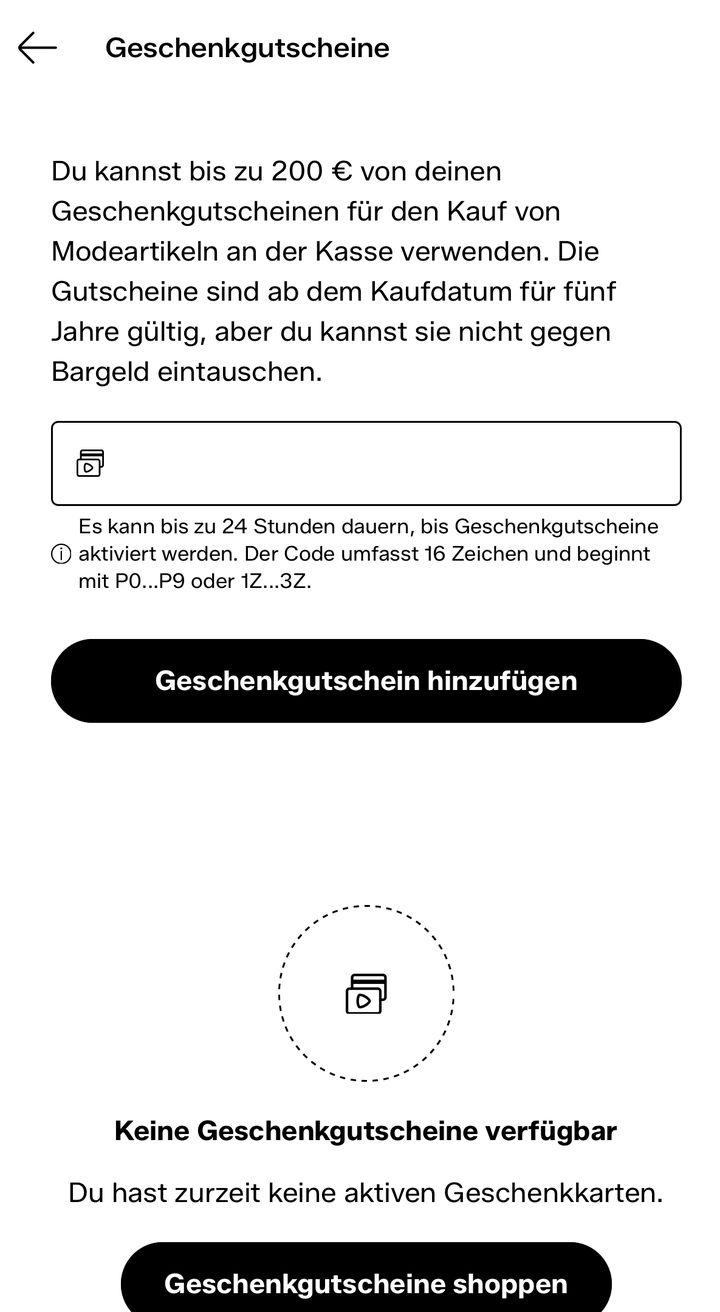 Geschenkgutscheine
Du kannst bis zu 200 € von deinen
Geschenkgutscheinen für den Kauf von
Modeartikeln an der Kasse verwenden. Die
Gutscheine sind ab dem Kaufdatum für fünf
Jahre gültig, aber du kannst sie nicht gegen
Bargeld eintauschen.
Es kann bis zu 24 Stunden dauern, bis Geschenkgutscheine
aktiviert werden. Der Code umfasst 16 Zeichen und beginnt
mit P0...P9 oder 1Z...3Z.
Geschenkgutschein hinzufügen
Keine Geschenkgutscheine verfügbar
Du hast zurzeit keine aktiven Geschenkkarten.
Geschenkgutscheine shoppen